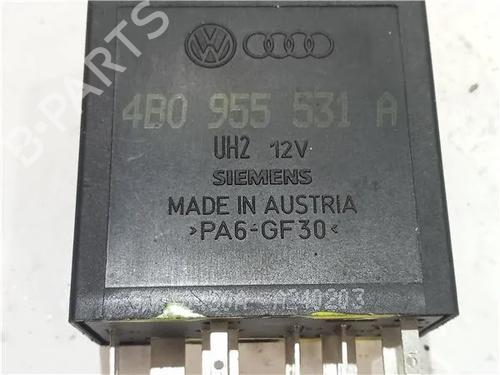 4B0 955 531 A
UH2 12V
SIEMENS
MADE IN AUSTRIA
>PA6-GF30<
B-PARTS